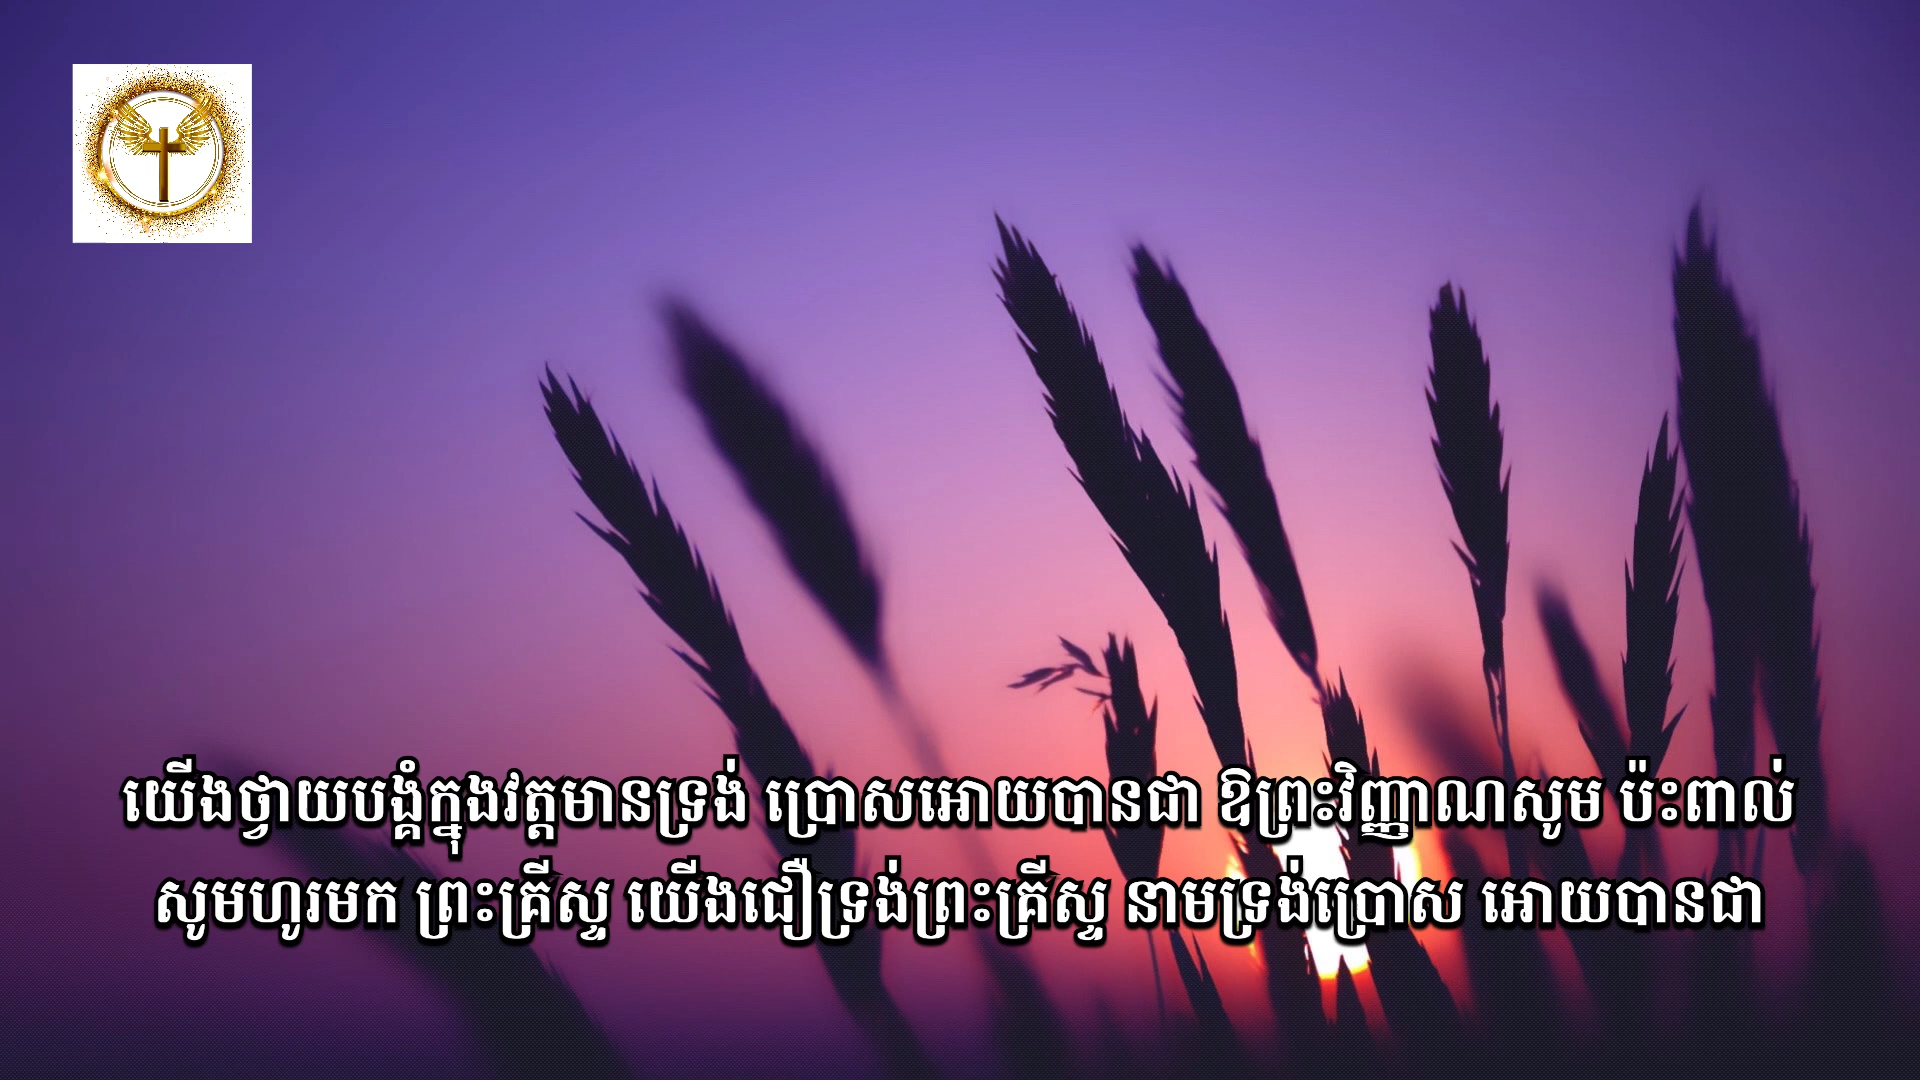 យើងថ្វាយបង្គំក្នុងវត្តមានទ្រង់ ប្រោសអោយបានជា ឱព្រះវិញ្ញាណសូម ប៉ះពាល់
សូមហូរមក ព្រះគ្រីស្ទ យើងជឿទ្រង់ព្រះគ្រីស្ទ នាមទ្រង់ប្រោស អោយបានជា